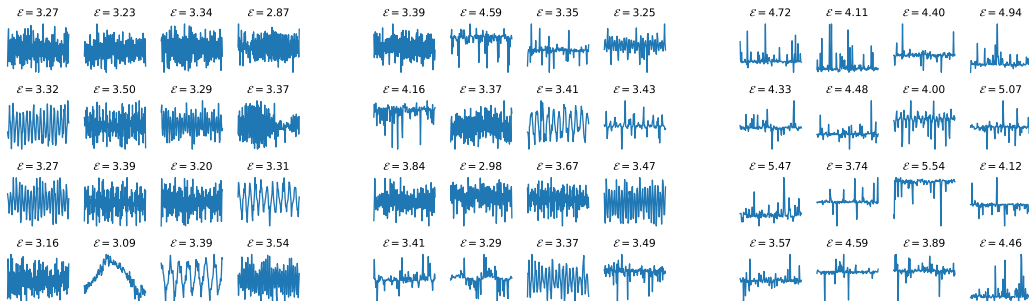 ℰ = 3.27 ℰ = 3.23 ℰ = 3.34 ℰ = 2.87 ℰ = 3.39 ℰ = 4.59 ℰ = 3.35 ℰ = 3.25 ℰ = 4.72 ℰ = 4.11 ℰ = 4.40 ℰ = 4.94
ℰ = 3.32 ℰ = 3.50 ℰ = 3.29 ℰ = 3.37 ℰ = 4.16 ℰ = 3.37 ℰ = 3.41 ℰ = 3.43 ℰ = 4.33 ℰ = 4.48 ℰ = 4.00 ℰ = 5.07
ℰ = 3.27 ℰ = 3.39 ℰ = 3.20 ℰ = 3.31 ℰ = 3.84 ℰ = 2.98 ℰ = 3.67 ℰ = 3.47 ℰ = 5.47 ℰ = 3.74 ℰ = 5.54 ℰ = 4.12
ℰ = 3.16 ℰ = 3.09 ℰ = 3.39 ℰ = 3.54 ℰ = 3.41 ℰ = 3.29 ℰ = 3.37 ℰ = 3.49 ℰ = 3.57 ℰ = 4.59 ℰ = 3.89 ℰ = 4.46